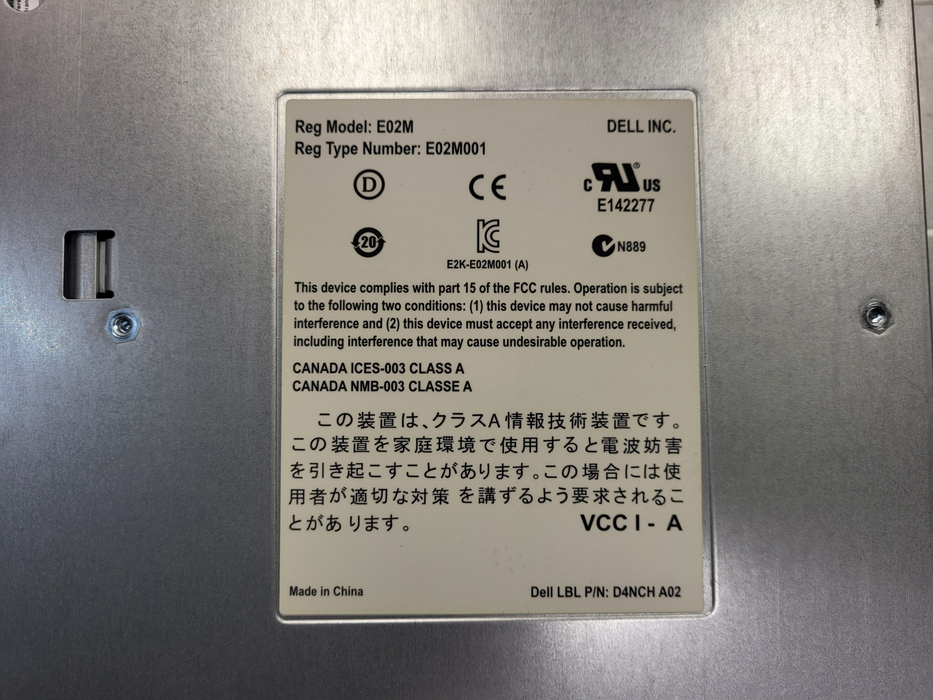 Reg Model: E02M
DELL INC.
Reg Type Number: E02M001
D
CE
C UR® US
E142277
20
N889
E2K-E02M001 (A)
This device complies with part 15 of the FCC rules. Operation is subject
to the following two conditions: (1) this device may not cause harmful
interference and (2) this device must accept any interference received,
including interference that may cause undesirable operation.
CANADA ICES-003 CLASS A
CANADA NMB-003 CLASSE A
この装置は、クラスA情報技術装置です。
この装置を家庭環境で使用すると電波妨害
を引き起こすことがあります。この場合には使
用者が適切な対策 を講ずるよう要求されるこ
とがあります。
VCC I - A
Made in China
Dell LBL P/N: D4NCH A02